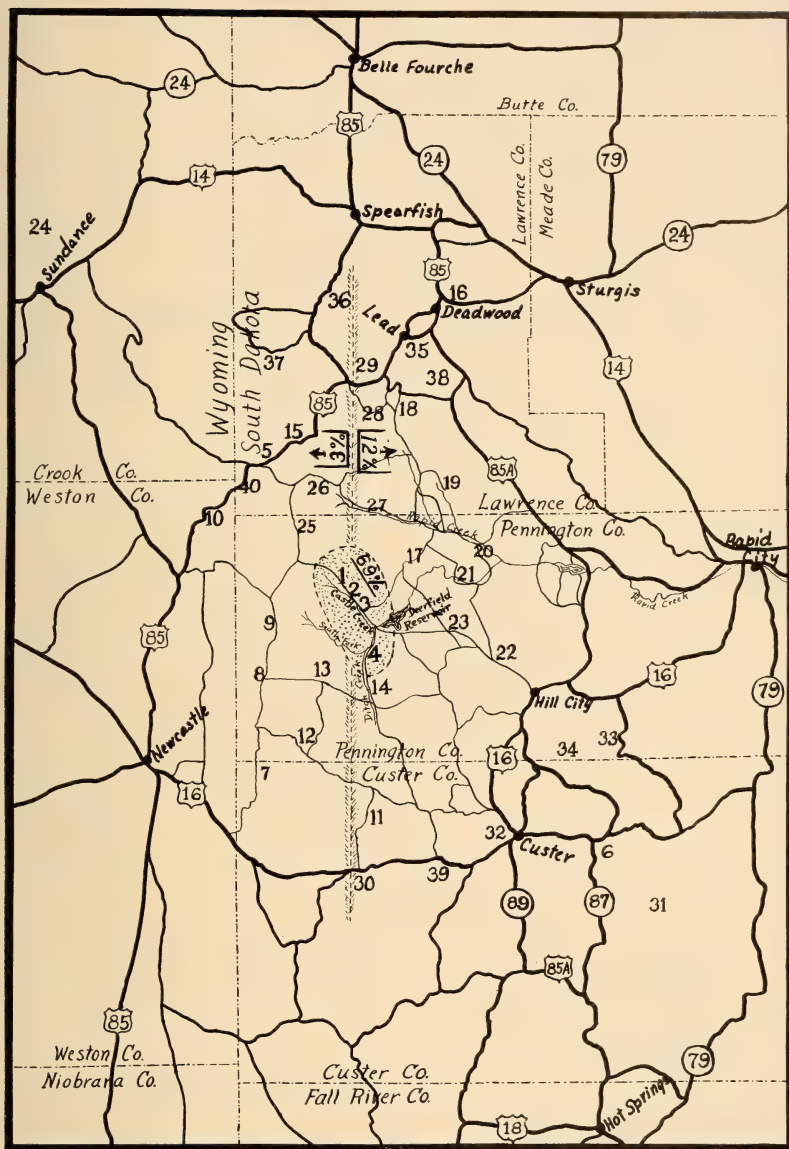 Belle Fourche
24
85
Butte Co.
24
79
Lawrence Co.
Meade Co.
14
Spearfish
24
24
Sundance
85
16
Sturgis
Deadwood
36
Lead
35
Wyoming
South Dakota
37
29
38
14
85
28
18
15
3%
12%
5
85A
Crook Co.
Weston Co.
40
26
19
27
Lawrence Co.
Pennington Co.
10
Rapid Creek
25
Rapid City
17
20
69%
21
1
2
3
Castle Creek
Deerfield Reservoir
Rapid Creek
9
South Fork
23
85
4
22
8
13
14
16
Ditch Creek
Hill City
79
12
33
Newcastle
Pennington Co.
Custer Co.
16
34
7
16
11
32
Custer
6
30
39
89
87
31
85A
85
Weston Co.
Niobrara Co.
Custer Co.
Fall River Co.
79
Hot Springs
18